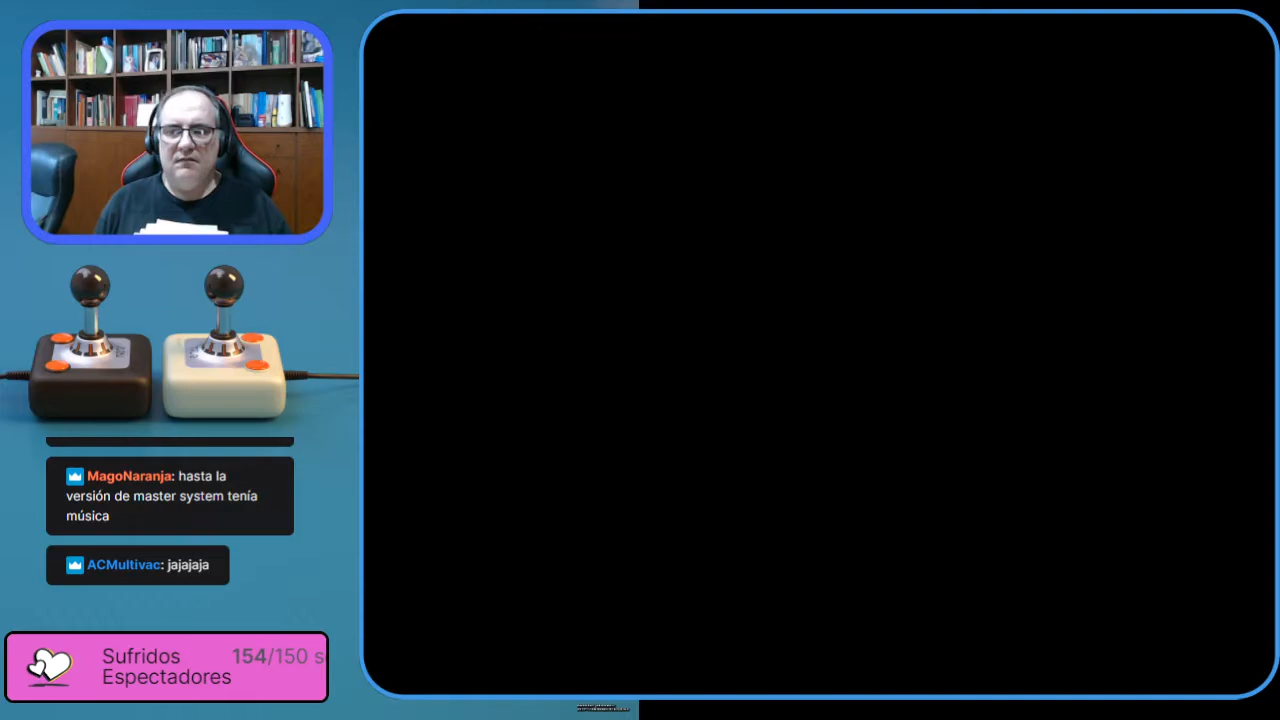 MagoNaranja: hasta la
versión de master system tenía
música
ACMultivac: jajajaja
Sufridos
Espectadores
154/150 s